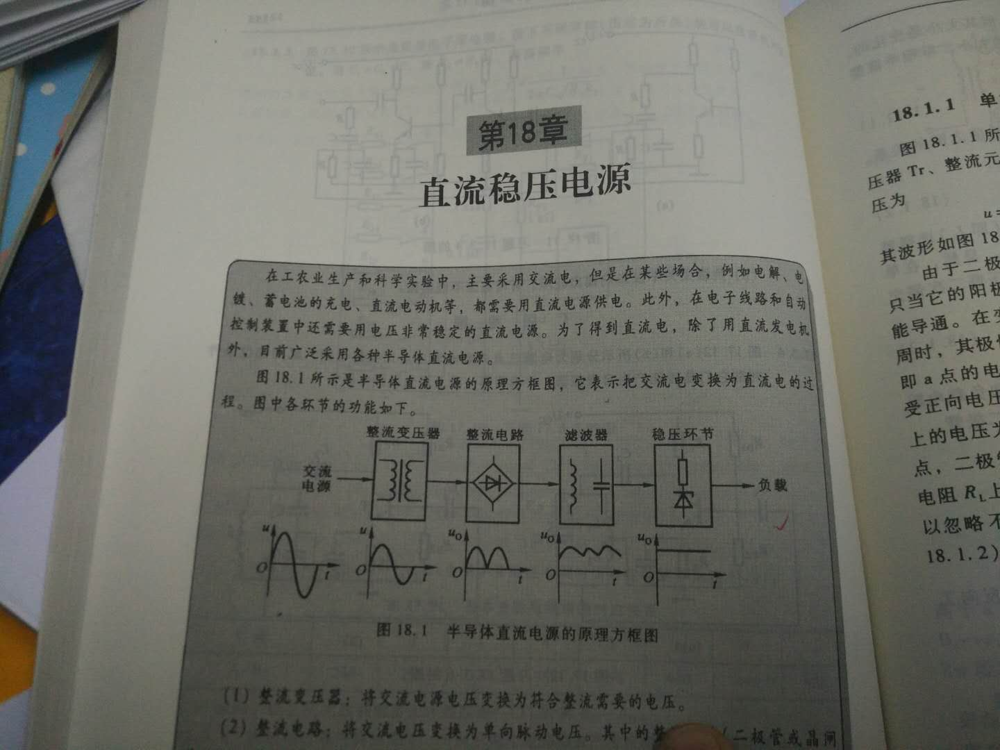 第18章
直流稳压电源
在工农业生产和科学实验中，主要采用交流电，但是在某些场合，例如电解、电
镀、蓄电池的充电、直流电动机等，都需要用直流电源供电。此外，在电子线路和自动
控制装置中还需要用电压非常稳定的直流电源。为了得到直流电，除了用直流发电机
外，目前广泛采用各种半导体直流电源。
图18.1所示是半导体直流电源的原理方框图，它表示把交流电变换为直流电的过
程。图中各环节的功能如下。
整流变压器 整流电路 滤波器 稳压环节
交流
电源
负载
u u uo uo uo
O t O t O t O t O t
图 18.1 半导体直流电源的原理方框图
(1) 整流变压器：将交流电源电压变换为符合整流需要的电压。
(2) 整流电路：将交流电压变换为单向脉动电压。其中的整 二极管或晶闸
18.1.1 单
图 18.1.1 所
压器 Tr、整流元
压为
u=
其波形如图 18
由于二极
只当它的阳极
能导通。在变
周时，其极性
即 a 点的电
受正向电压
上的电压为
点，二极管
电阻 RL上
以忽略不
18.1.2)